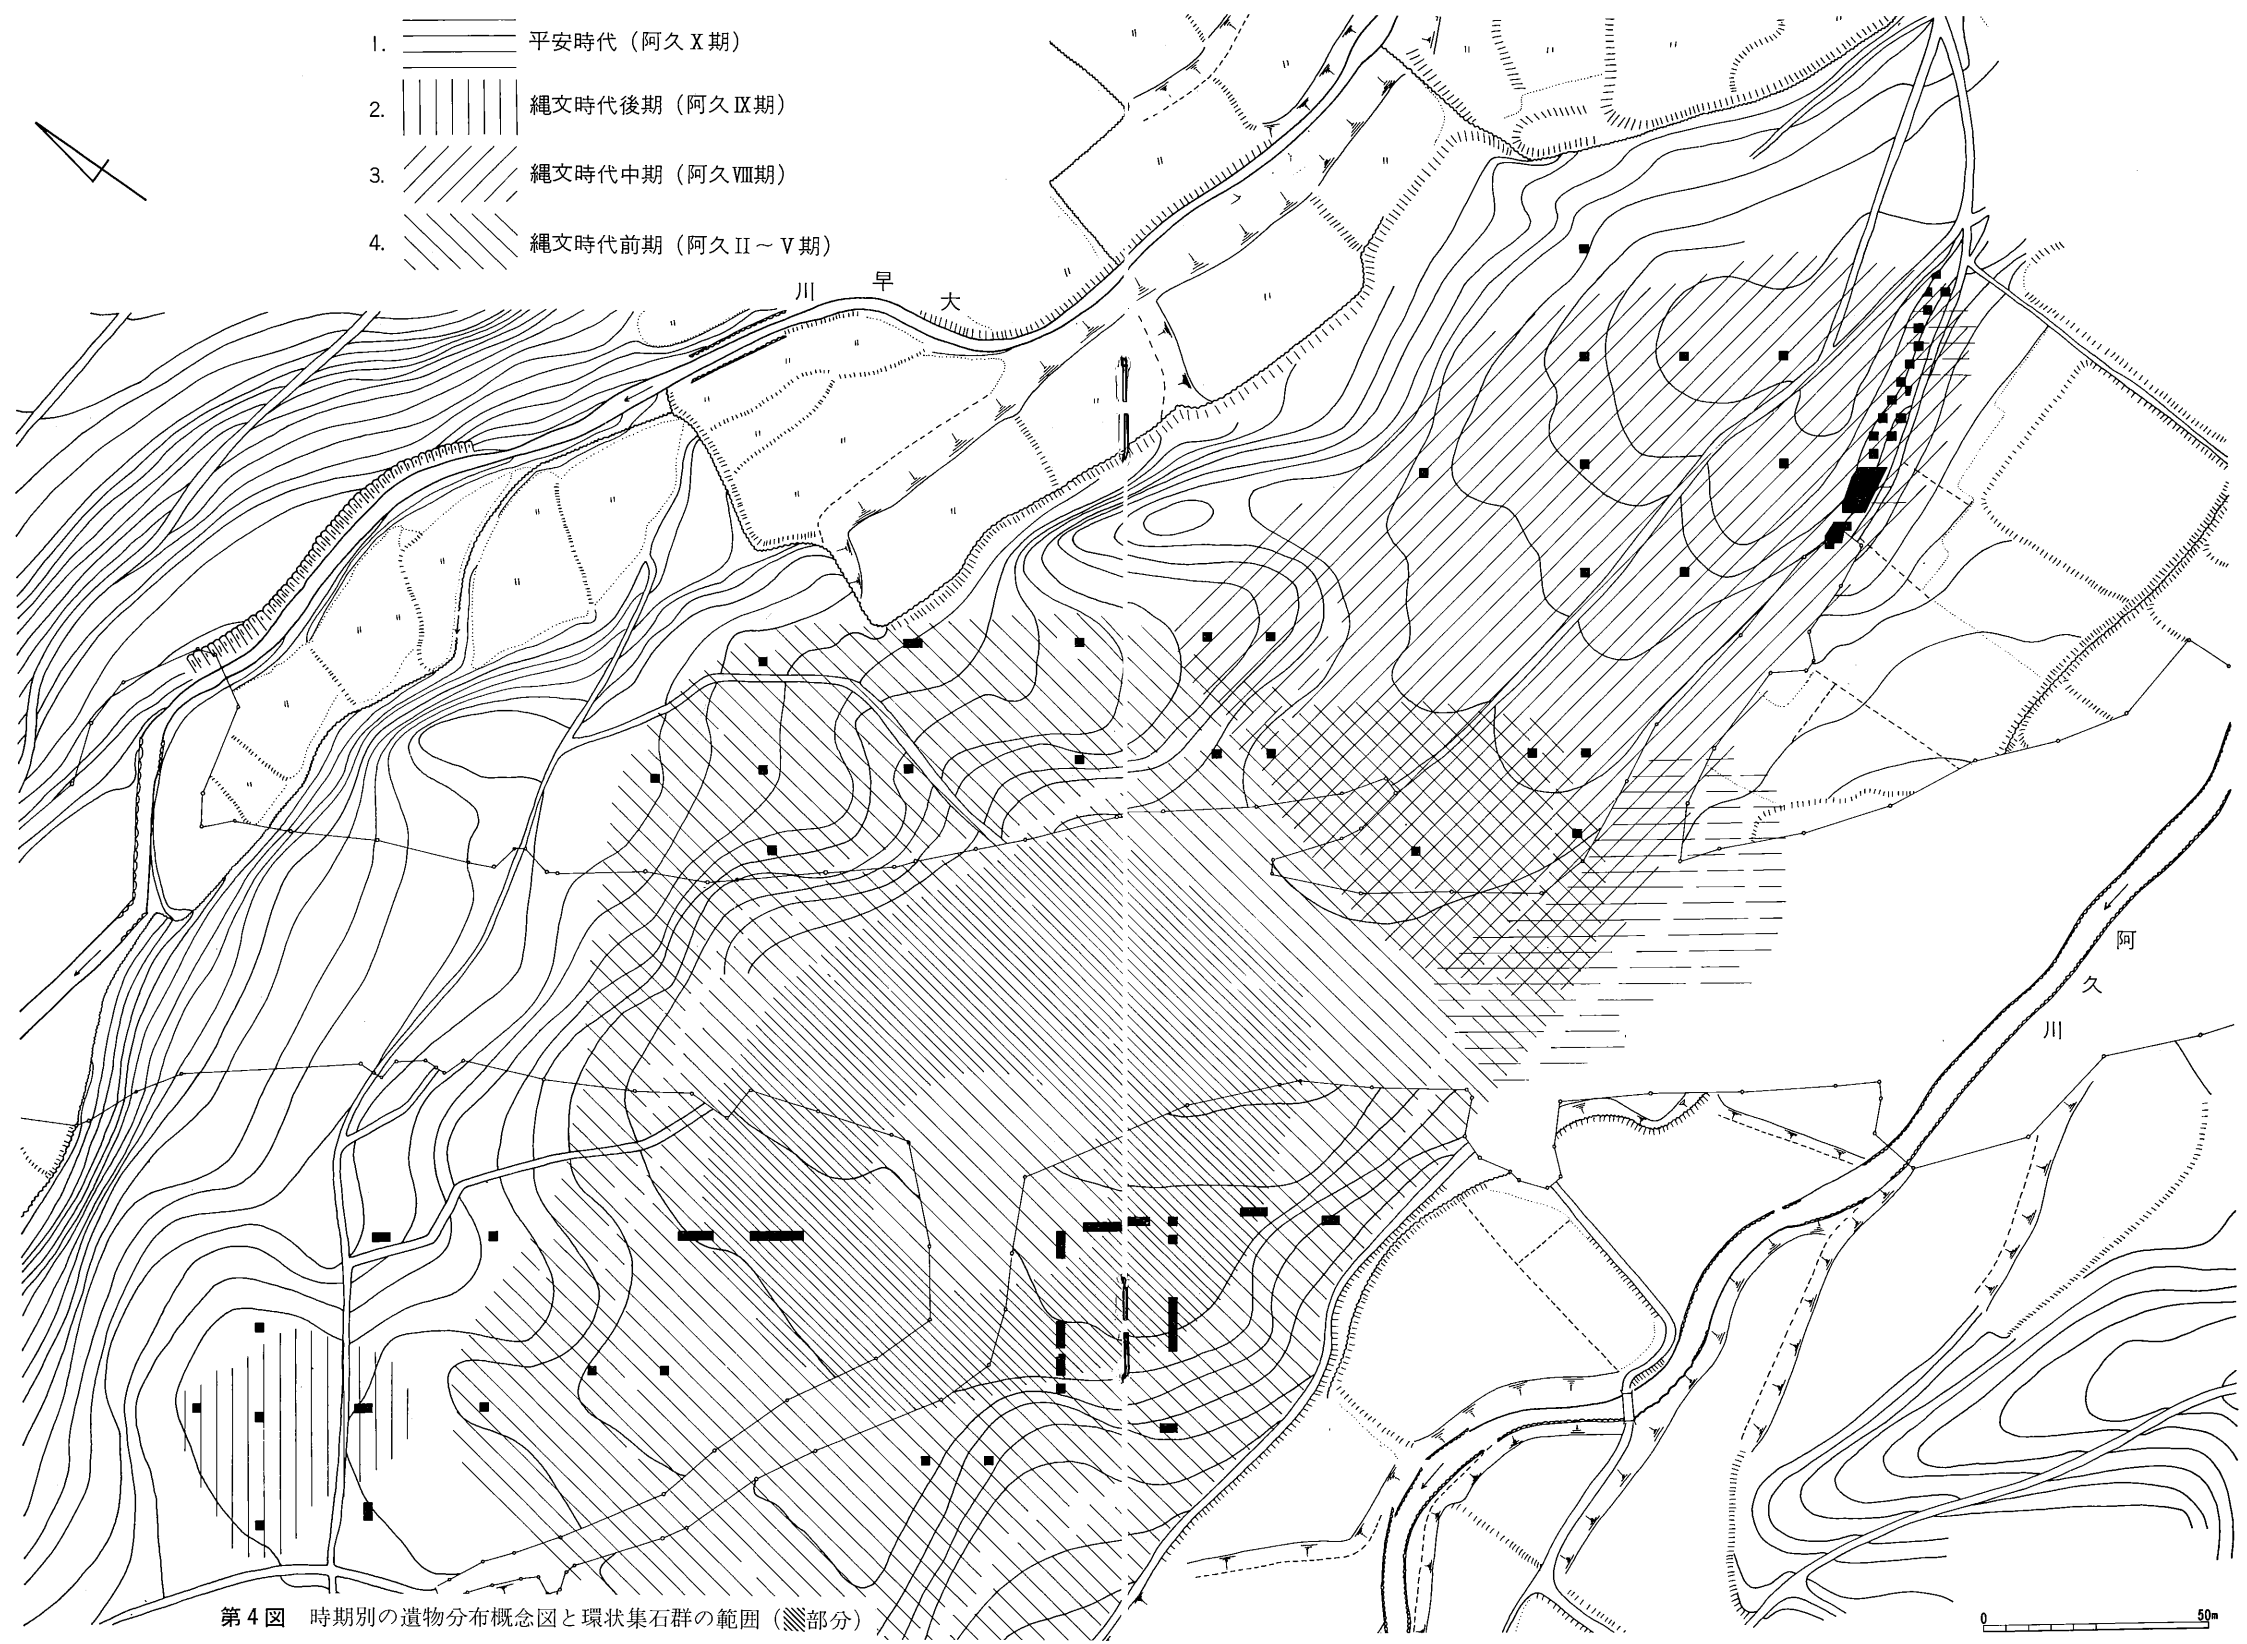 1. 平安時代（阿久Ⅹ期）
2. 縄文時代後期（阿久Ⅸ期）
3. 縄文時代中期（阿久Ⅷ期）
4. 縄文時代前期（阿久Ⅱ～Ⅴ期）
川早大
阿久川
第4図 時期別の遺物分布概念図と環状集石群の範囲（部分）
0 50m